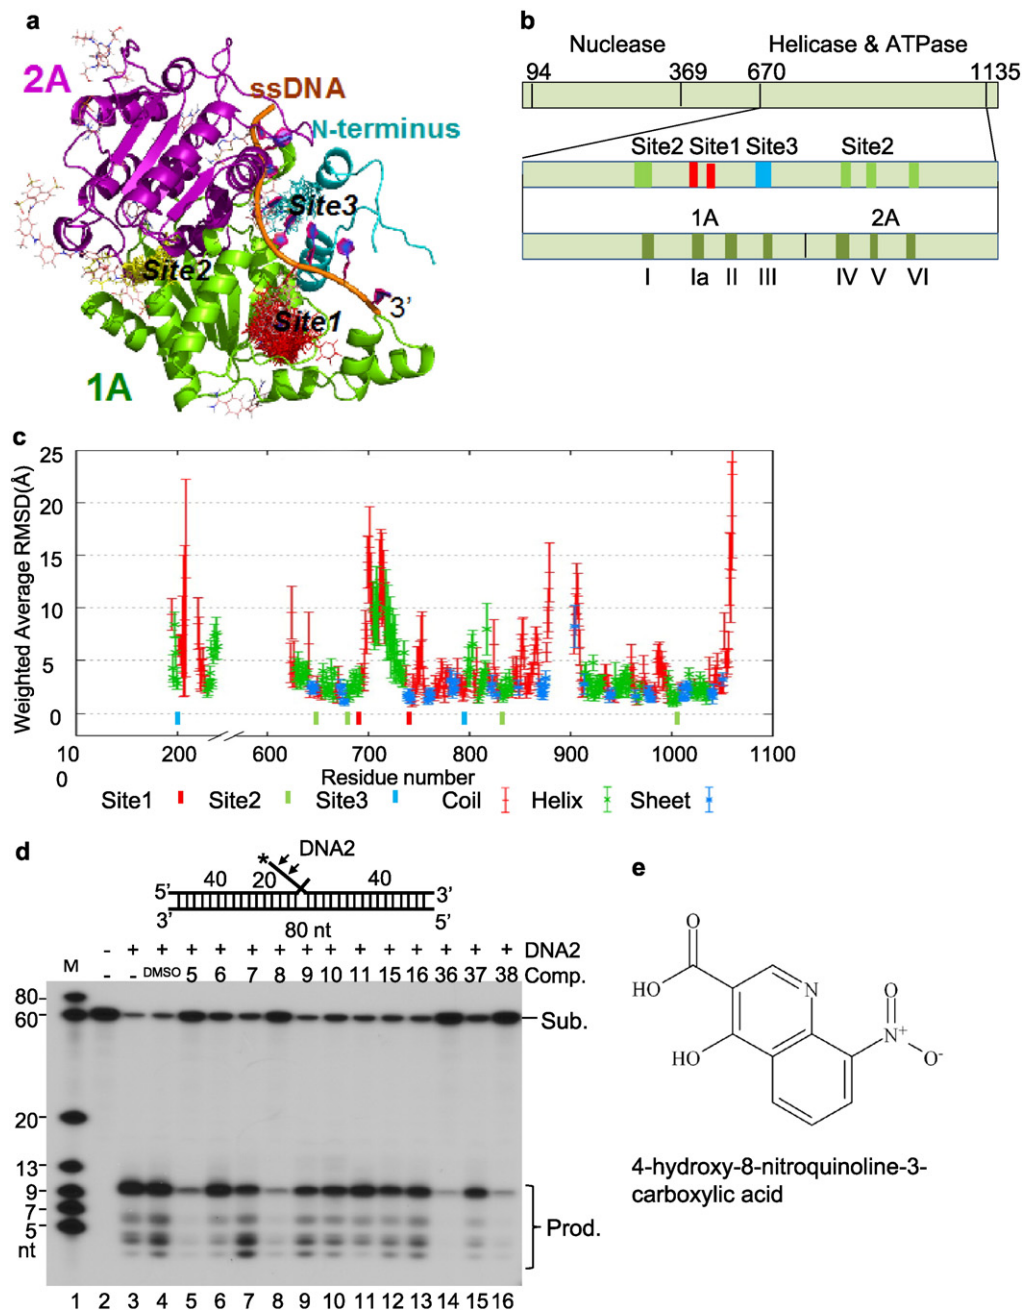 a
2A
ssDNA
N-terminus
Site3
Site2
Site1
3’
1A
b
Nuclease Helicase & ATPase
94 369 670 1135
Site2 Site1 Site3 Site2
1A 2A
I Ia II III IV V VI
c
Weighted Average RMSD(Å)
25
20
15
10
5
0
10
0
200 600 700 800 900 1000 1100
Residue number
Site1 Site2 Site3 Coil Helix Sheet
d
* DNA2
40 20 40
5’ 3’
3’ 5’
80 nt
- + + + + + + + + + + + + + + DNA2
M - - DMSO 5 6 7 8 9 10 11 15 16 36 37 38 Comp.
80
60
Sub.
20
13
9
7
5
nt
Prod.
1 2 3 4 5 6 7 8 9 10 11 12 13 14 15 16
e
O
HO
N
O
N+
O-
HO
4-hydroxy-8-nitroquinoline-3-
carboxylic acid